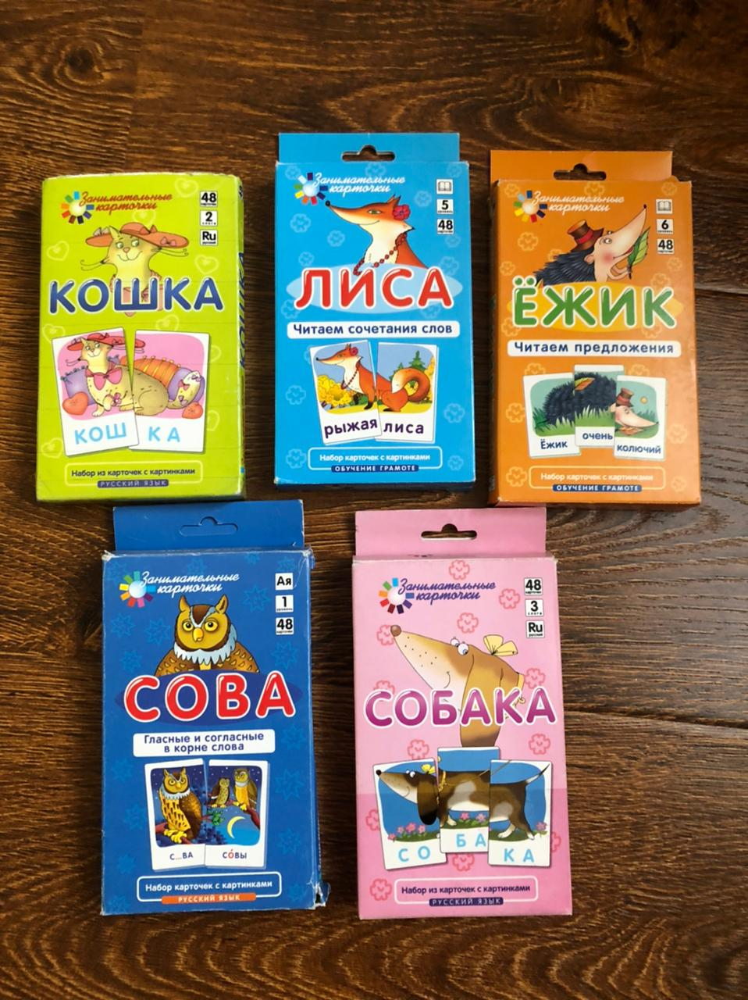 Занимательные
карточки
48
2
слога
Ru
русский
КОШКА
КОШ КА
Набор из карточек с картинками
РУССКИЙ ЯЗЫК
КОШКА
Занимательные
карточки
5
уровень
48
карточек
ЛИСА
Читаем сочетания слов
рыжая лиса
Набор карточек с картинками
ОБУЧЕНИЕ ГРАМОТЕ
Занимательные
карточки
6
уровень
48
карточек
ЁЖИК
Читаем предложения
Ёжик очень колючий
Набор карточек с картинками
ОБУЧЕНИЕ ГРАМОТЕ
Занимательные
карточки
Ая
1
уровень
48
карточек
СОВА
Гласные и согласные
в корне слова
С...ВА СО́ВЫ
Набор карточек с картинками
РУССКИЙ ЯЗЫК
Занимательные
карточки
48
карточек
3
слога
Ru
русский
СОБАКА
СО БА КА
Набор из карточек с картинками
РУССКИЙ ЯЗЫК